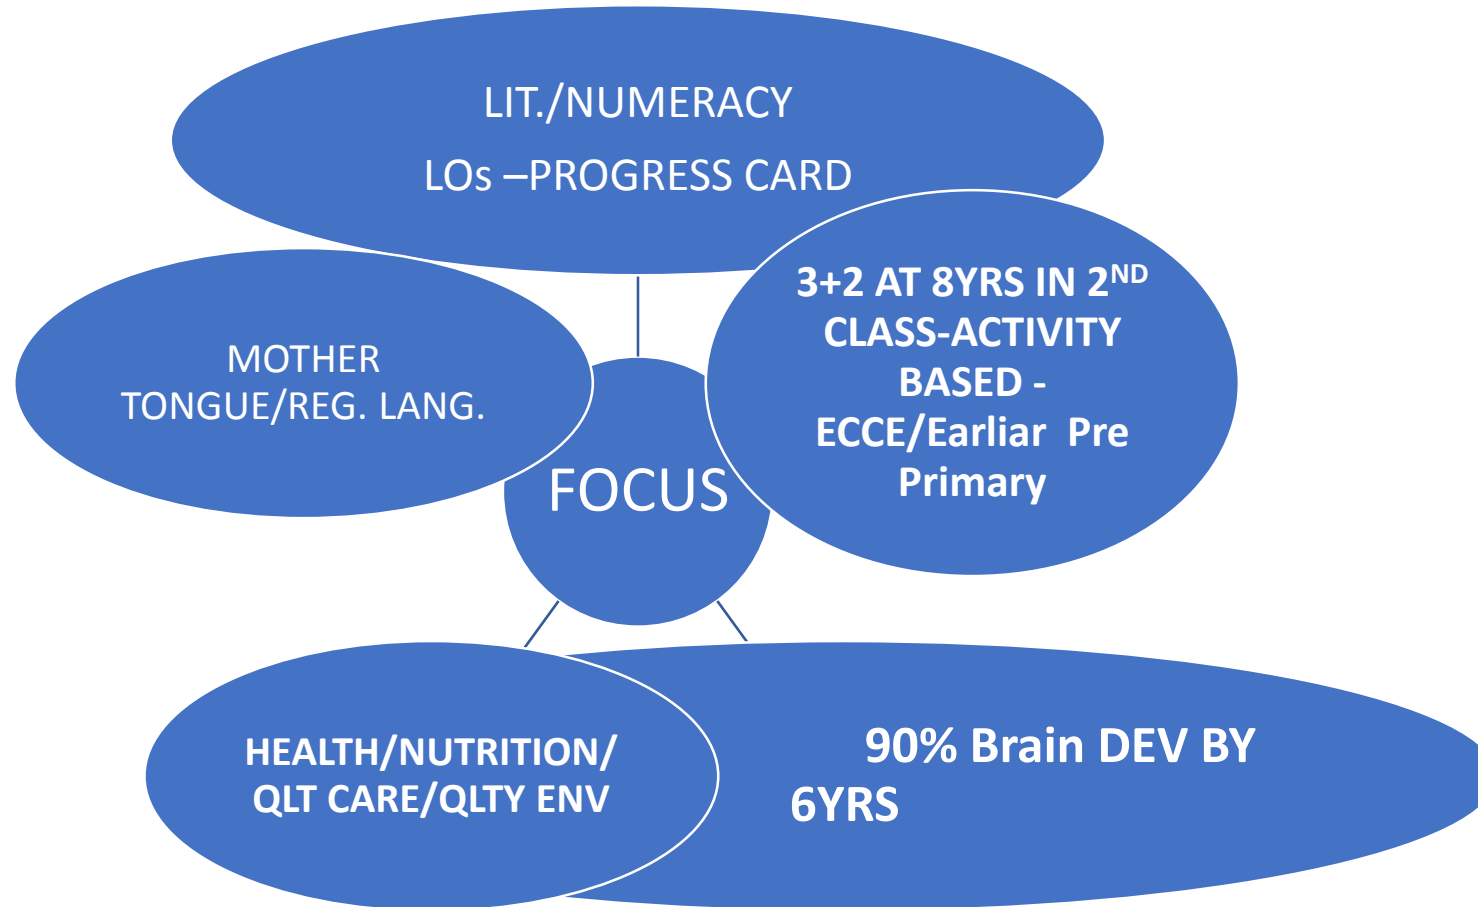 LIT./NUMERACY
LOs –PROGRESS CARD
3+2 AT 8YRS IN 2ND
CLASS-ACTIVITY
BASED -
ECCE/Earliar Pre
Primary
MOTHER
TONGUE/REG. LANG.
FOCUS
HEALTH/NUTRITION/
QLT CARE/QLTY ENV
90% Brain DEV BY
6YRS